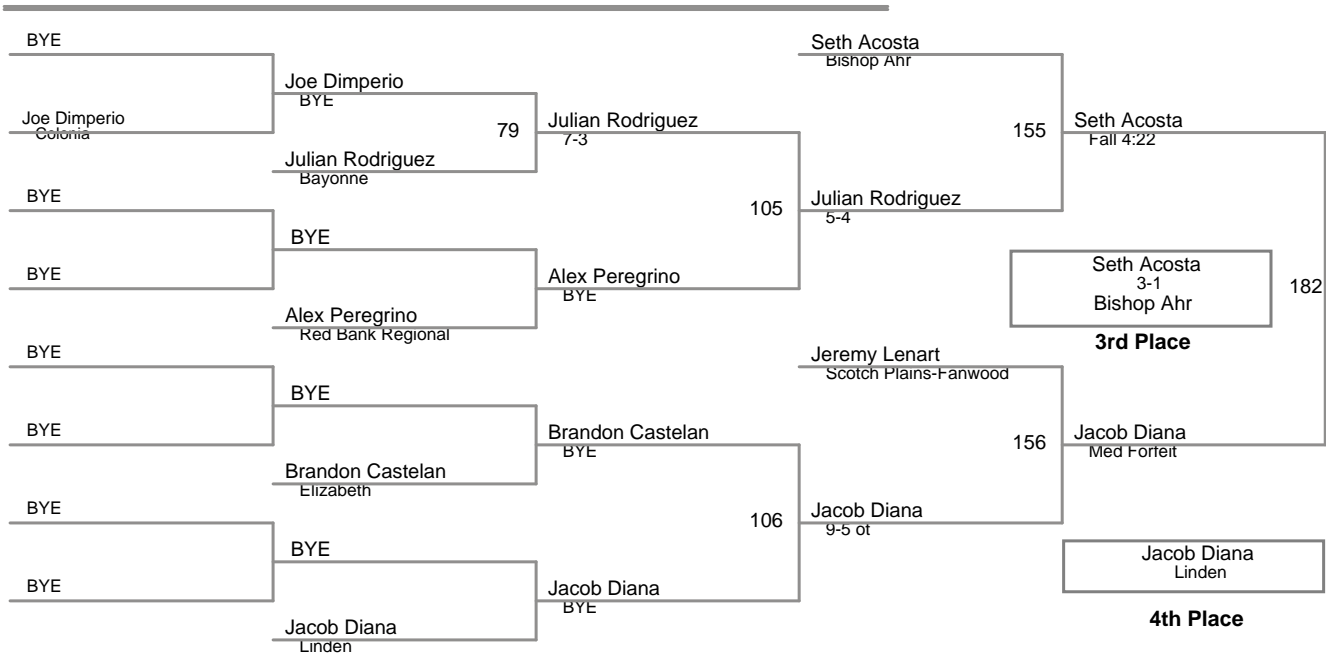 BYE
Seth Acosta
Bishop Ahr
Joe Dimperio
BYE
Joe Dimperio
Colonia
79
Julian Rodriguez
7-3
155
Seth Acosta
Fall 4:22
Julian Rodriguez
Bayonne
BYE
105
Julian Rodriguez
5-4
BYE
BYE
Alex Peregrino
BYE
Seth Acosta
3-1
Bishop Ahr
182
Alex Peregrino
Red Bank Regional
3rd Place
BYE
Jeremy Lenart
Scotch Plains-Fanwood
BYE
BYE
Brandon Castelan
BYE
156
Jacob Diana
Med Forfeit
Brandon Castelan
Elizabeth
BYE
106
Jacob Diana
9-5 ot
BYE
Jacob Diana
Linden
BYE
Jacob Diana
BYE
4th Place
Jacob Diana
Linden